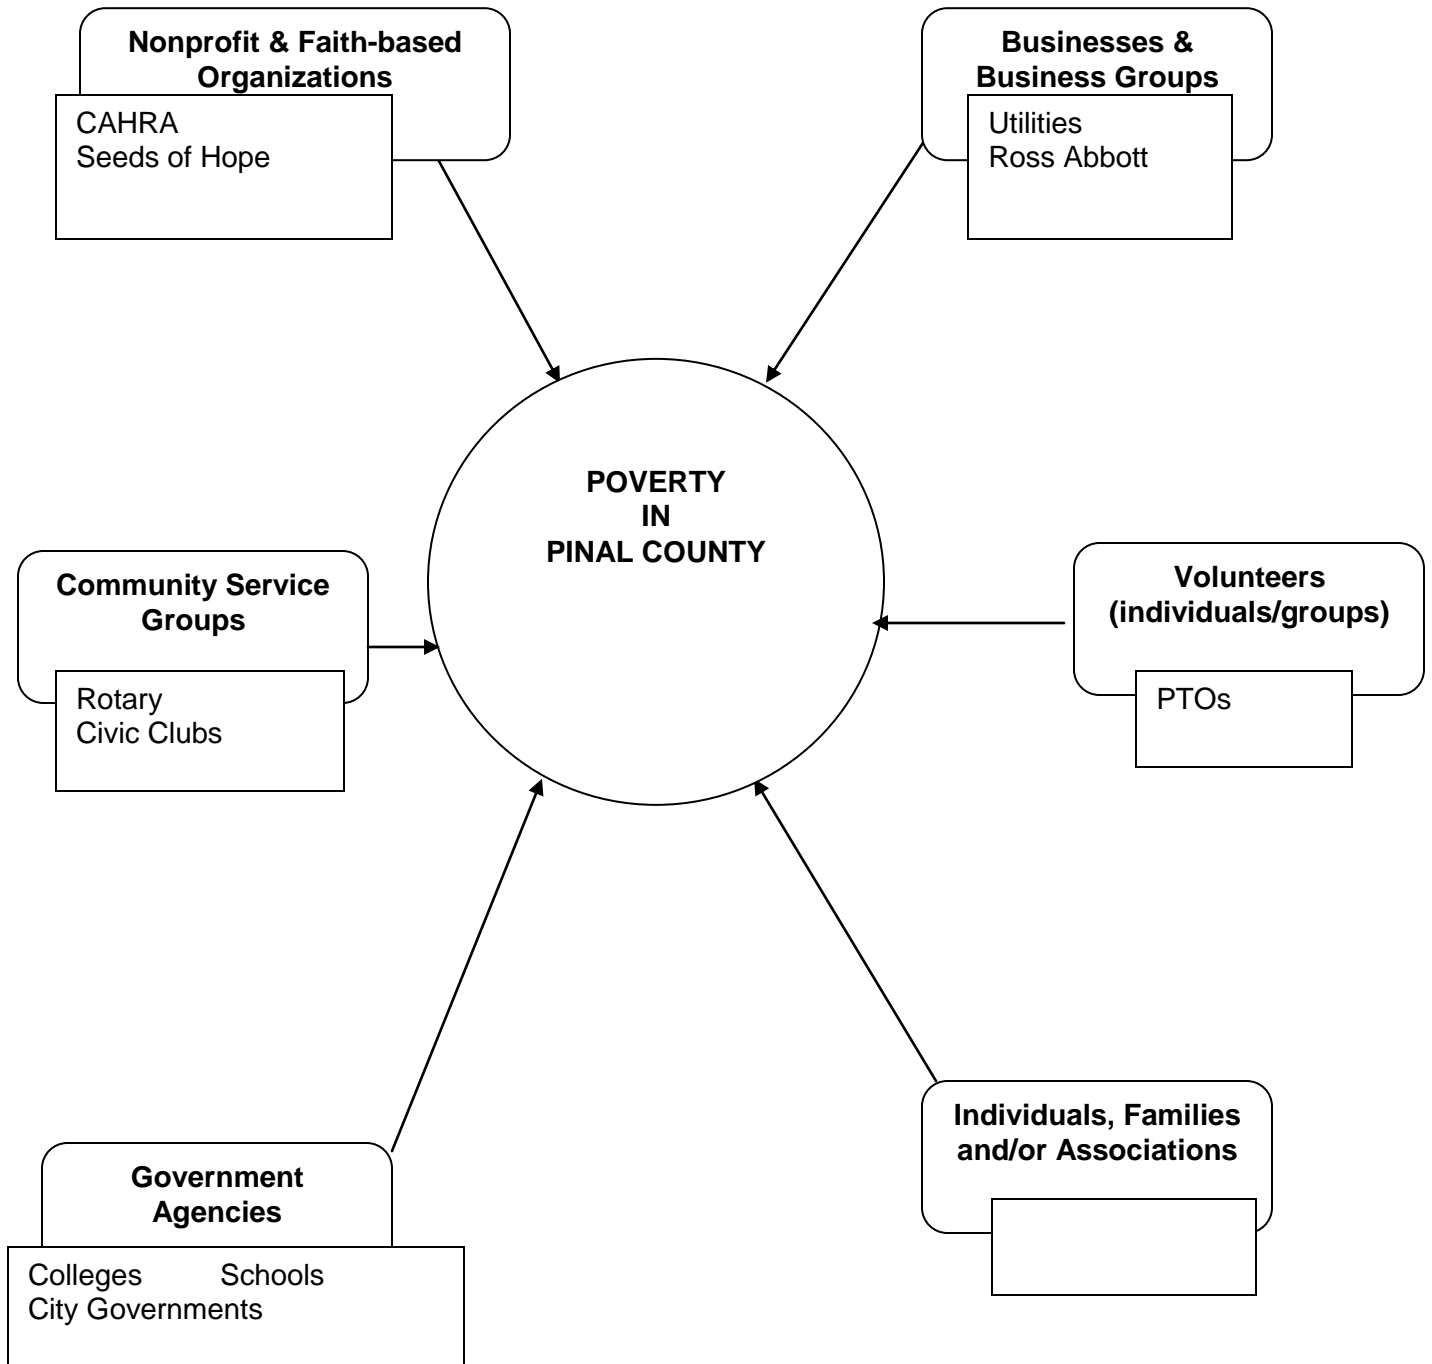 Nonprofit & Faith-based
Organizations
CAHRA
Seeds of Hope
Businesses &
Business Groups
Utilities
Ross Abbott
POVERTY
IN
PINAL COUNTY
Community Service
Groups
Rotary
Civic Clubs
Volunteers
(individuals/groups)
PTOs
Government
Agencies
Colleges Schools
City Governments
Individuals, Families
and/or Associations